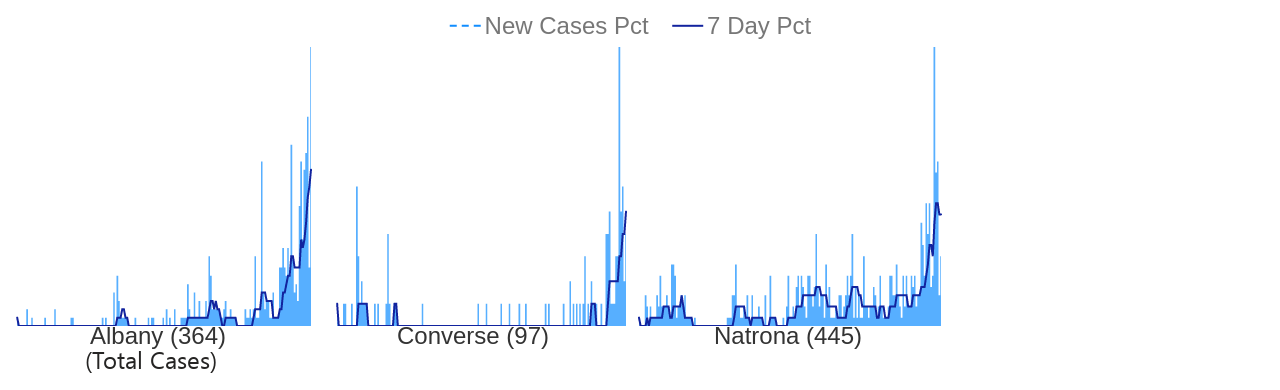 New Cases Pct 7 Day Pct
Albany (364) Converse (97) Natrona (445)
(Total Cases)